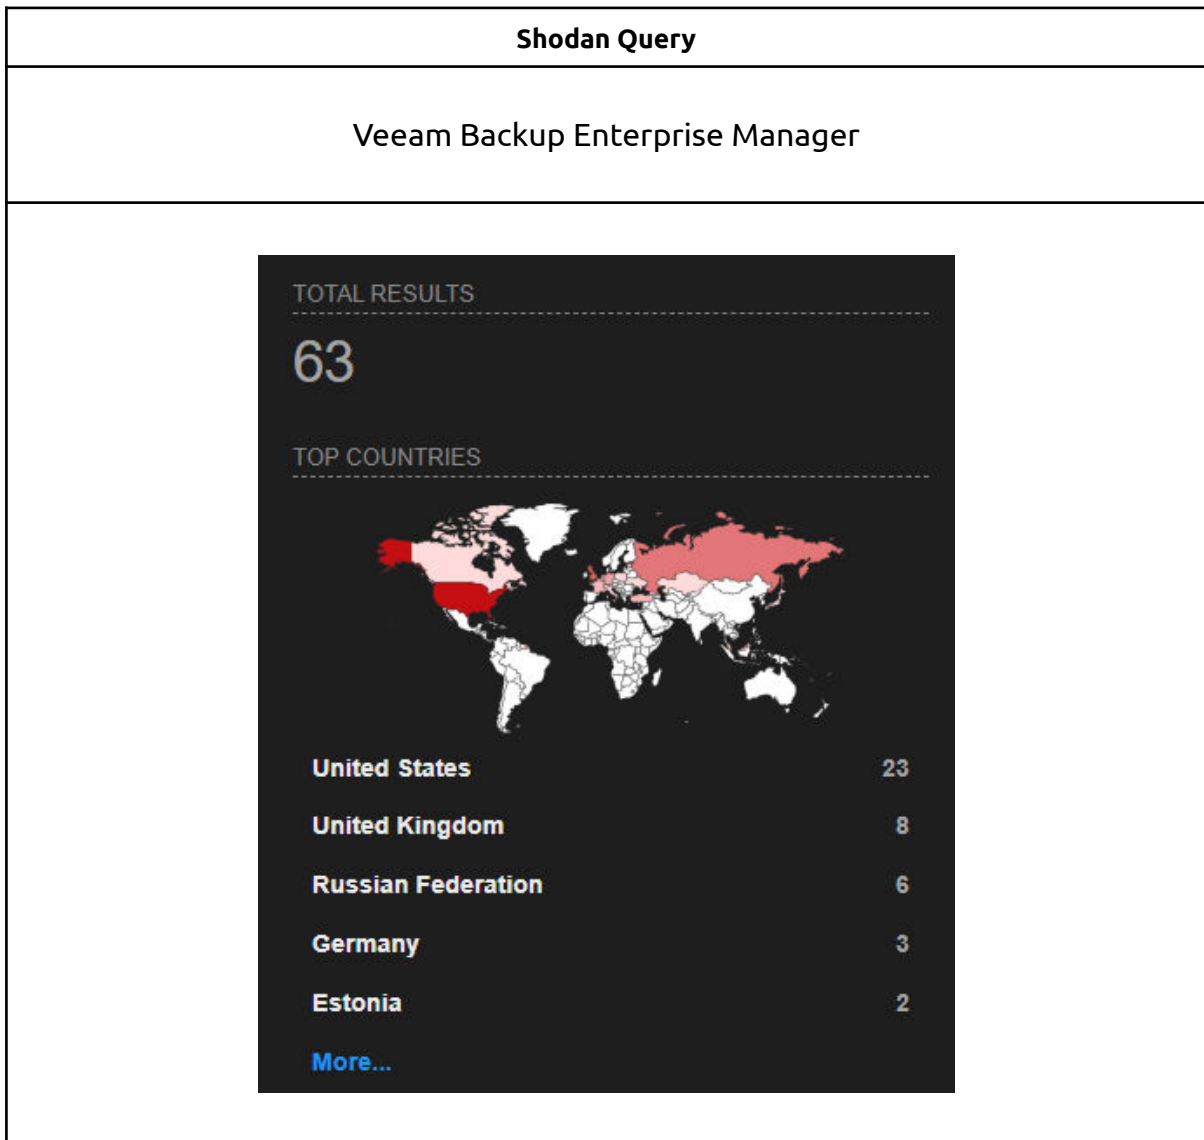 Shodan Query
Veeam Backup Enterprise Manager
TOTAL RESULTS
63
TOP COUNTRIES
United States 23
United Kingdom 8
Russian Federation 6
Germany 3
Estonia 2
More...